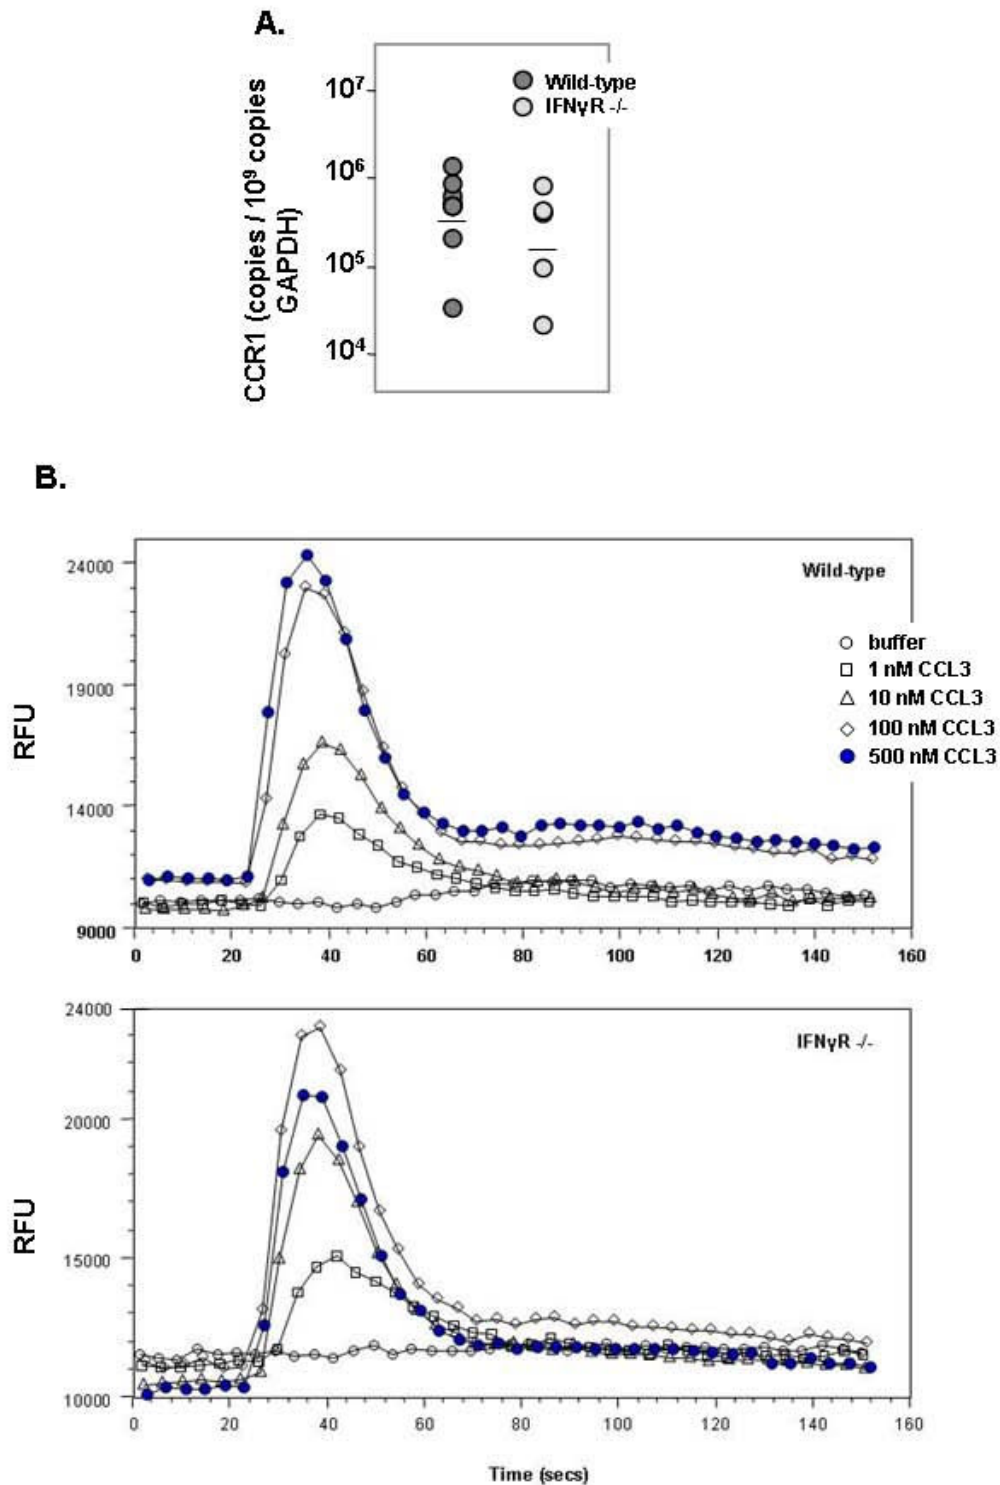 A.
CCR1 (copies / 10⁹ copies
GAPDH)
10⁷
10⁶
10⁵
10⁴
Wild-type
IFNγR -/-
B.
RFU
24000
19000
14000
9000
0 20 40 60 80 100 120 140 160
Wild-type
buffer
1 nM CCL3
10 nM CCL3
100 nM CCL3
500 nM CCL3
RFU
24000
20000
15000
10000
0 20 40 60 80 100 120 140 160
IFNγR -/-
Time (secs)